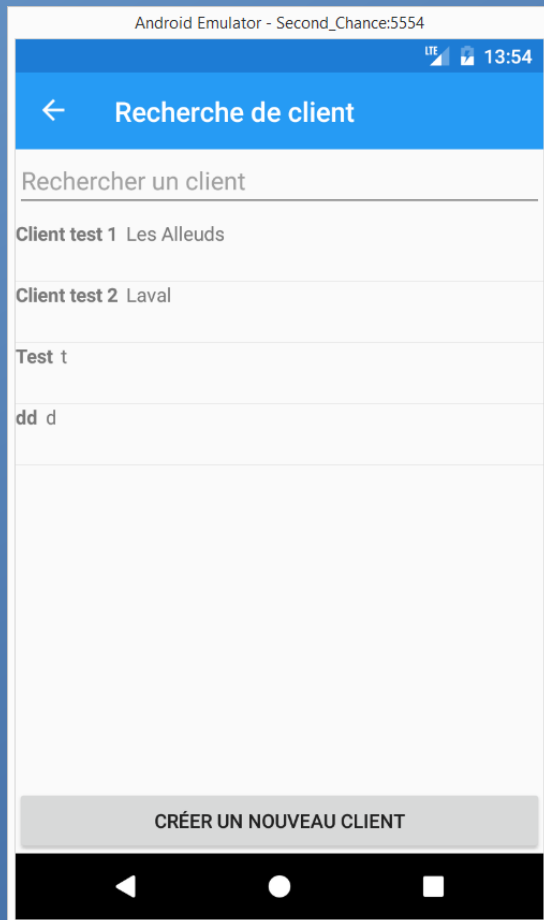 Android Emulator - Second_Chance:5554
LTE 13:54
Recherche de client
Rechercher un client
Client test 1 Les Alleuds
Client test 2 Laval
Test t
dd d
CRÉER UN NOUVEAU CLIENT